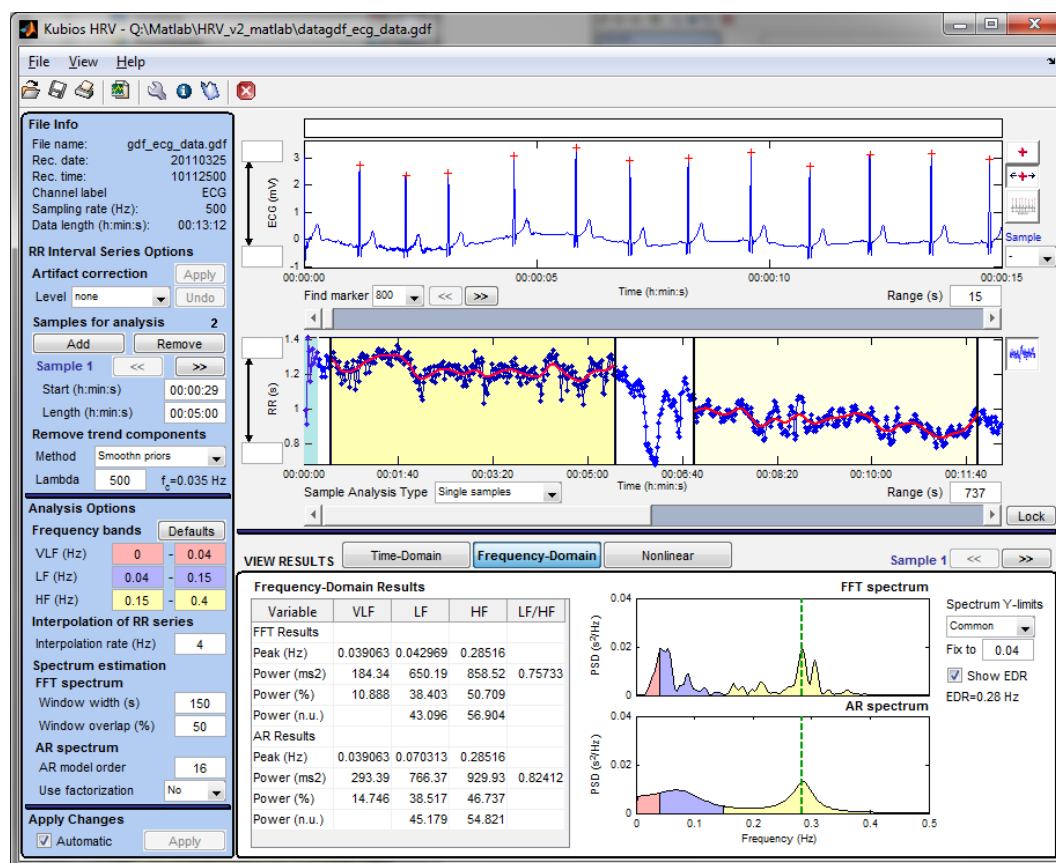 Kubios HRV - Q:\Matlab\HRV_v2_matlab\datagdf_ecg_data.gdf
File View Help
File Info
File name: gdf_ecg_data.gdf
Rec. date: 20110325
Rec. time: 10112500
Channel label ECG
Sampling rate (Hz): 500
Data length (h:min:s): 00:13:12
RR Interval Series Options
Artifact correction Apply
Level none Undo
Samples for analysis 2
Add Remove
Sample 1 << >>
Start (h:min:s) 00:00:29
Length (h:min:s) 00:05:00
Remove trend components
Method Smoothn priors
Lambda 500 fc=0.035 Hz
Analysis Options
Frequency bands Defaults
VLF (Hz) 0 - 0.04
LF (Hz) 0.04 - 0.15
HF (Hz) 0.15 - 0.4
Interpolation of RR series
Interpolation rate (Hz) 4
Spectrum estimation
FFT spectrum
Window width (s) 150
Window overlap (%) 50
AR spectrum
AR model order 16
Use factorization No
Apply Changes
Automatic Apply
ECG (mV)
3
2
1
0
-1
00:00:00 00:00:05 00:00:10 00:00:15
Sample
-
Find marker 800 << >> Time (h:min:s) Range (s) 15
RR (s)
1.4
1.2
1
0.8
00:00:00 00:01:40 00:03:20 00:05:00 00:06:40 00:08:20 00:10:00 00:11:40
Sample Analysis Type Single samples Time (h:min:s) Range (s) 737
Lock
VIEW RESULTS Time-Domain Frequency-Domain Nonlinear Sample 1 << >>
Frequency-Domain Results
Variable VLF LF HF LF/HF
FFT Results
Peak (Hz) 0.039063 0.042969 0.28516
Power (ms2) 184.34 650.19 858.52 0.75733
Power (%) 10.888 38.403 50.709
Power (n.u.) 43.096 56.904
AR Results
Peak (Hz) 0.039063 0.070313 0.28516
Power (ms2) 293.39 766.37 929.93 0.82412
Power (%) 14.746 38.517 46.737
Power (n.u.) 45.179 54.821
FFT spectrum
PSD (s²/Hz)
0.04
0.02
0
AR spectrum
PSD (s²/Hz)
0.04
0.02
0
0 0.1 0.2 0.3 0.4 0.5
Frequency (Hz)
Spectrum Y-limits
Common
Fix to 0.04
Show EDR
EDR=0.28 Hz